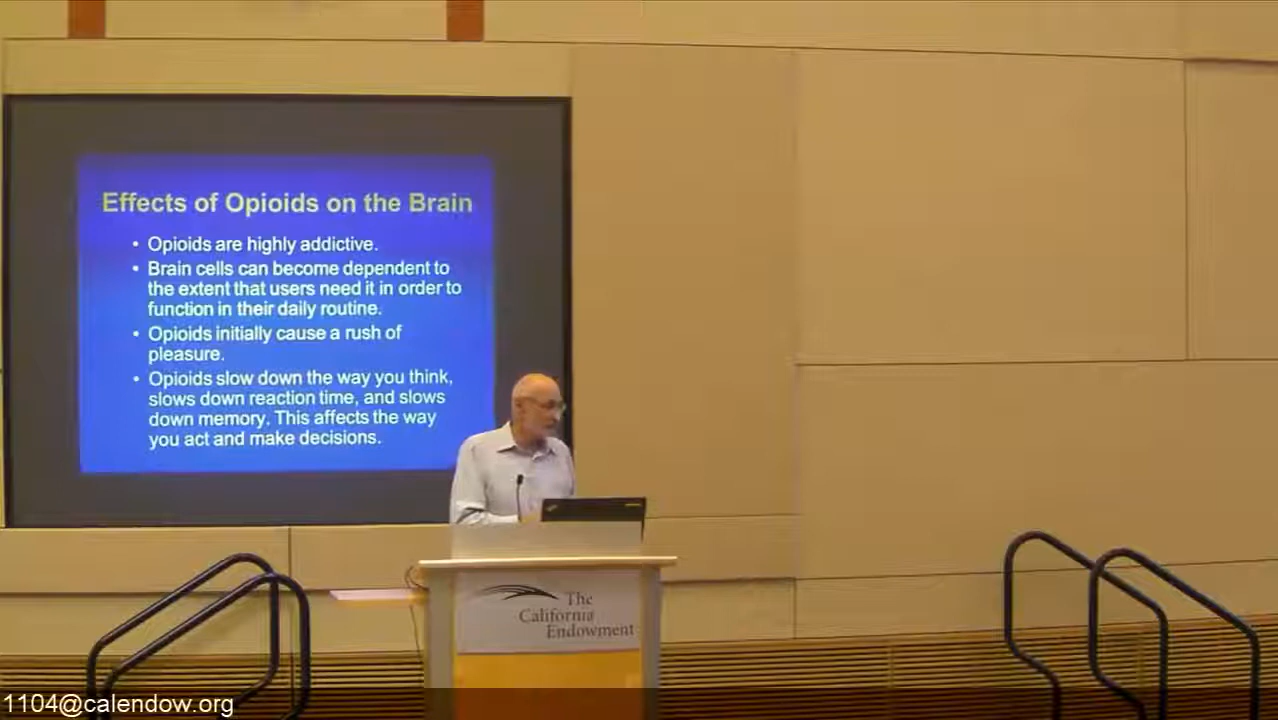 Effects of Opioids on the Brain
• Opioids are highly addictive.
• Brain cells can become dependent to
the extent that users need it in order to
function in their daily routine.
• Opioids initially cause a rush of
pleasure.
• Opioids slow down the way you think,
slows down reaction time, and slows
down memory. This affects the way
you act and make decisions.
The
California
Endowment
1104@calendow.org